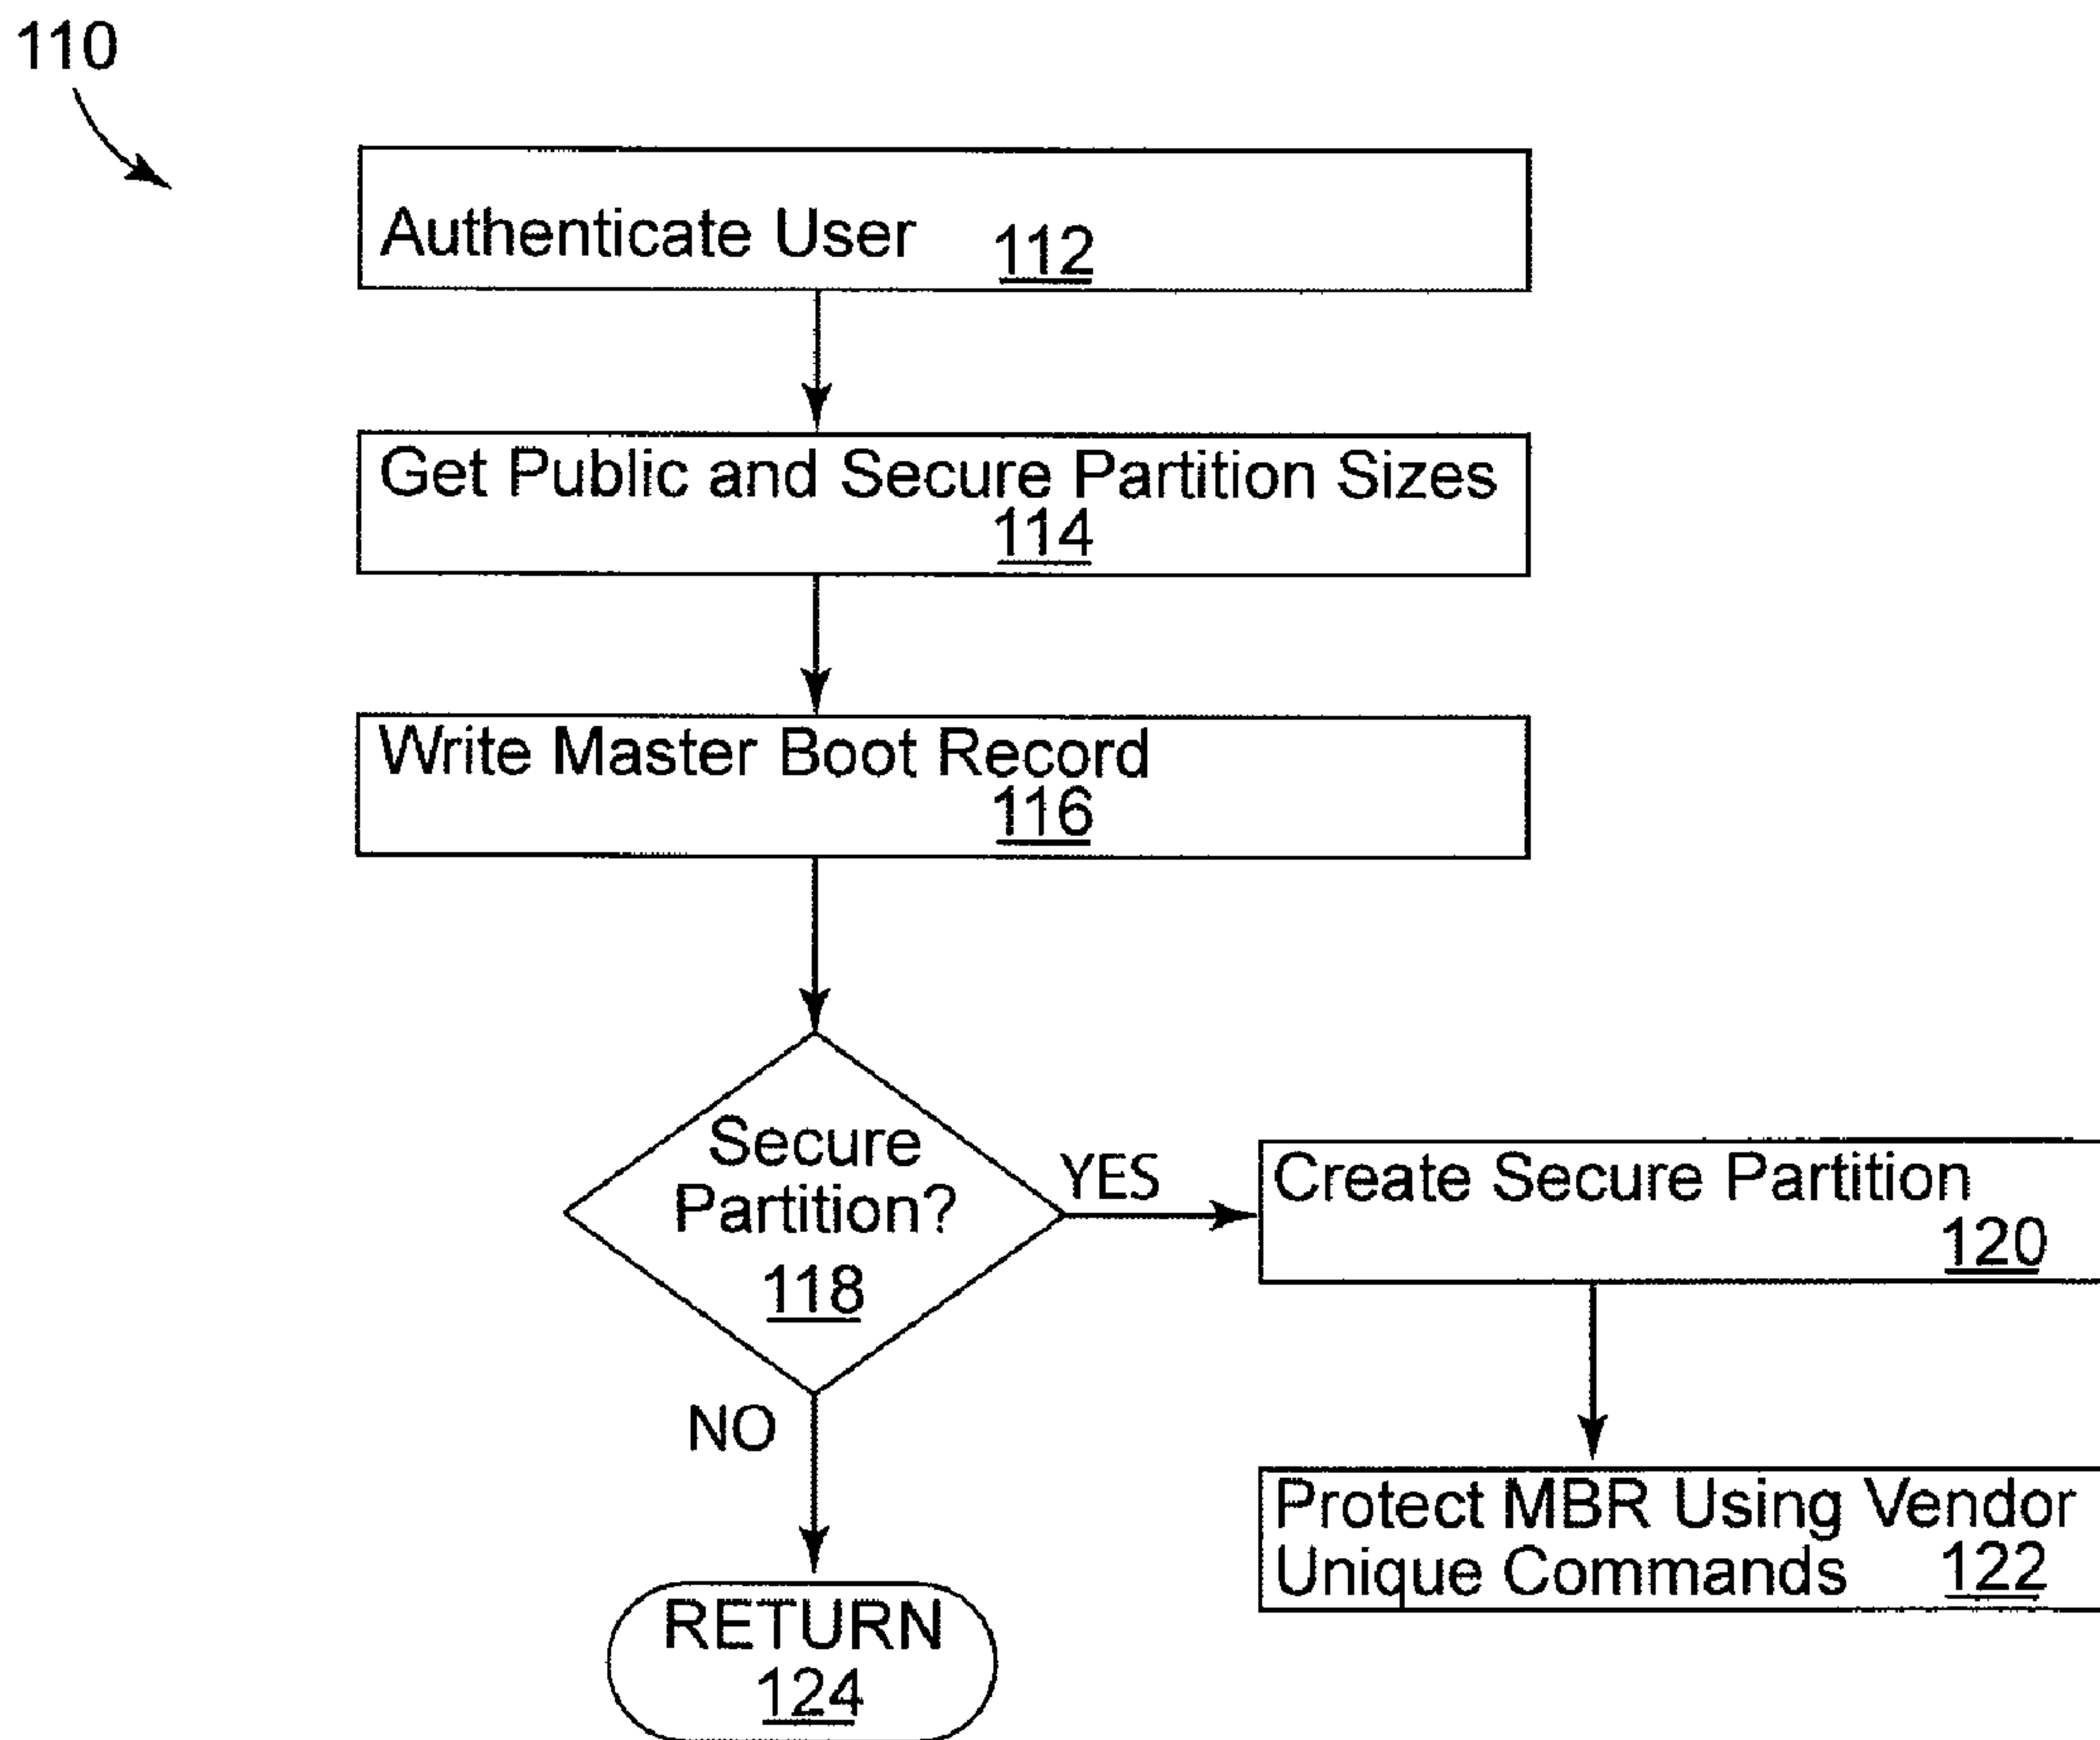 110
Authenticate User 112
Get Public and Secure Partition Sizes
114
Write Master Boot Record
116
Secure
Partition?
118
YES
Create Secure Partition
120
Protect MBR Using Vendor
Unique Commands 122
NO
RETURN
124